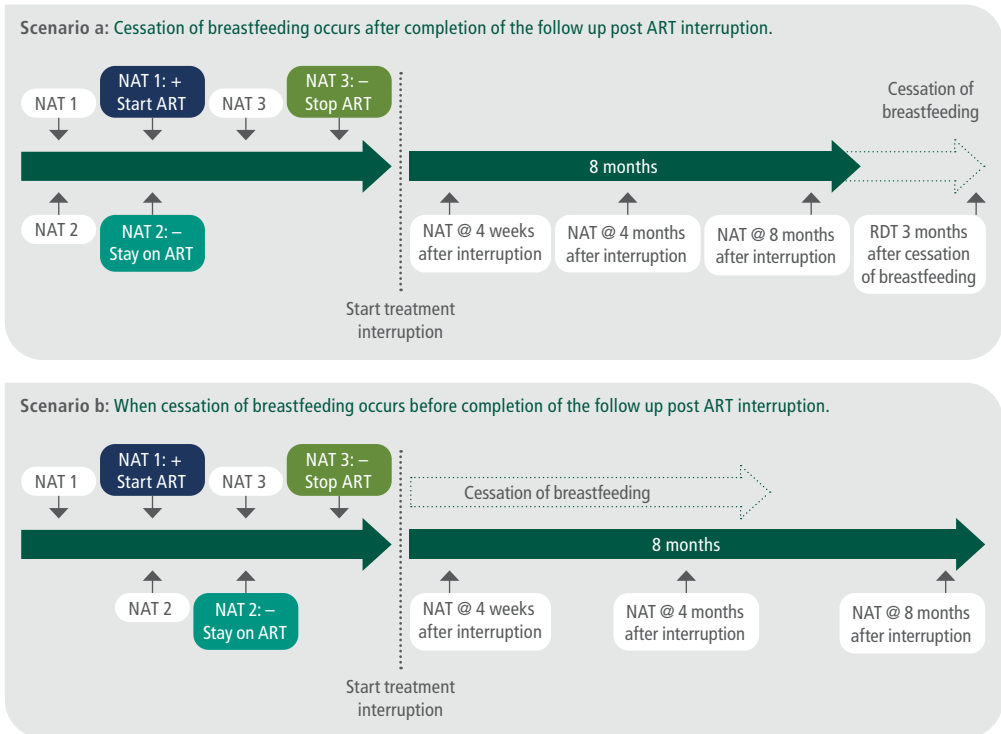 Scenario a: Cessation of breastfeeding occurs after completion of the follow up post ART interruption.
NAT 1
NAT 1: +
Start ART
NAT 3
NAT 3: –
Stop ART
Cessation of
breastfeeding
8 months
NAT 2
NAT 2: –
Stay on ART
NAT @ 4 weeks
after interruption
NAT @ 4 months
after interruption
NAT @ 8 months
after interruption
RDT 3 months
after cessation
of breastfeeding
Start treatment
interruption
Scenario b: When cessation of breastfeeding occurs before completion of the follow up post ART interruption.
NAT 1
NAT 1: +
Start ART
NAT 3
NAT 3: –
Stop ART
Cessation of breastfeeding
8 months
NAT 2
NAT 2: –
Stay on ART
NAT @ 4 weeks
after interruption
NAT @ 4 months
after interruption
NAT @ 8 months
after interruption
Start treatment
interruption